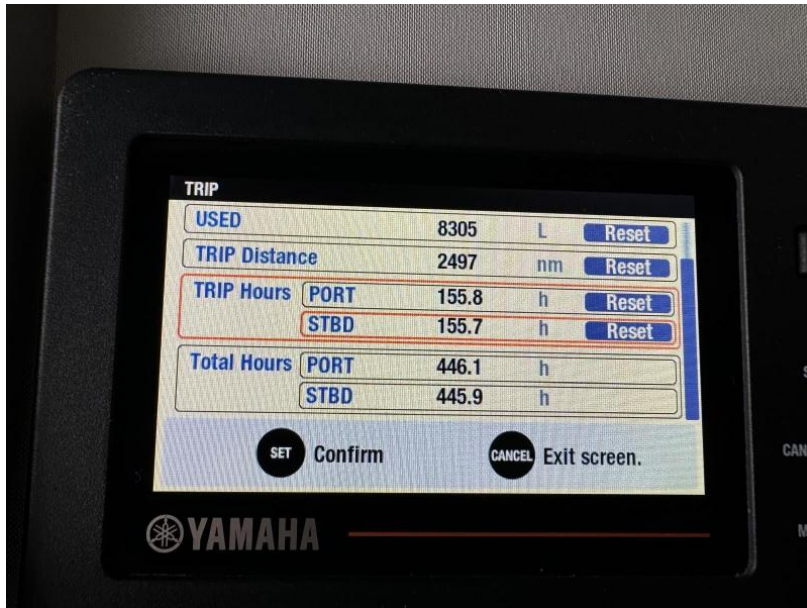 TRIP
USED 8305 L Reset
TRIP Distance 2497 nm Reset
TRIP Hours PORT 155.8 h Reset
STBD 155.7 h Reset
Total Hours PORT 446.1 h
STBD 445.9 h
SET Confirm CANCEL Exit screen.
YAMAHA